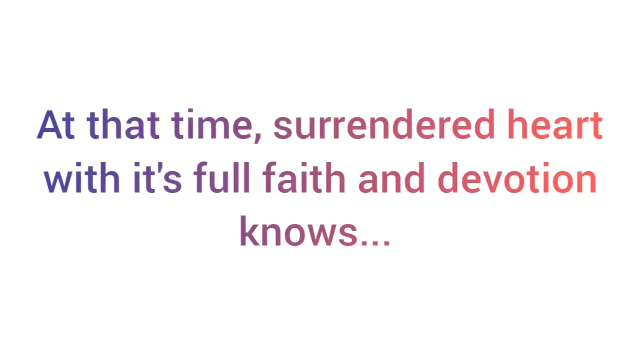 At that time, surrendered heart
with it's full faith and devotion
knows...